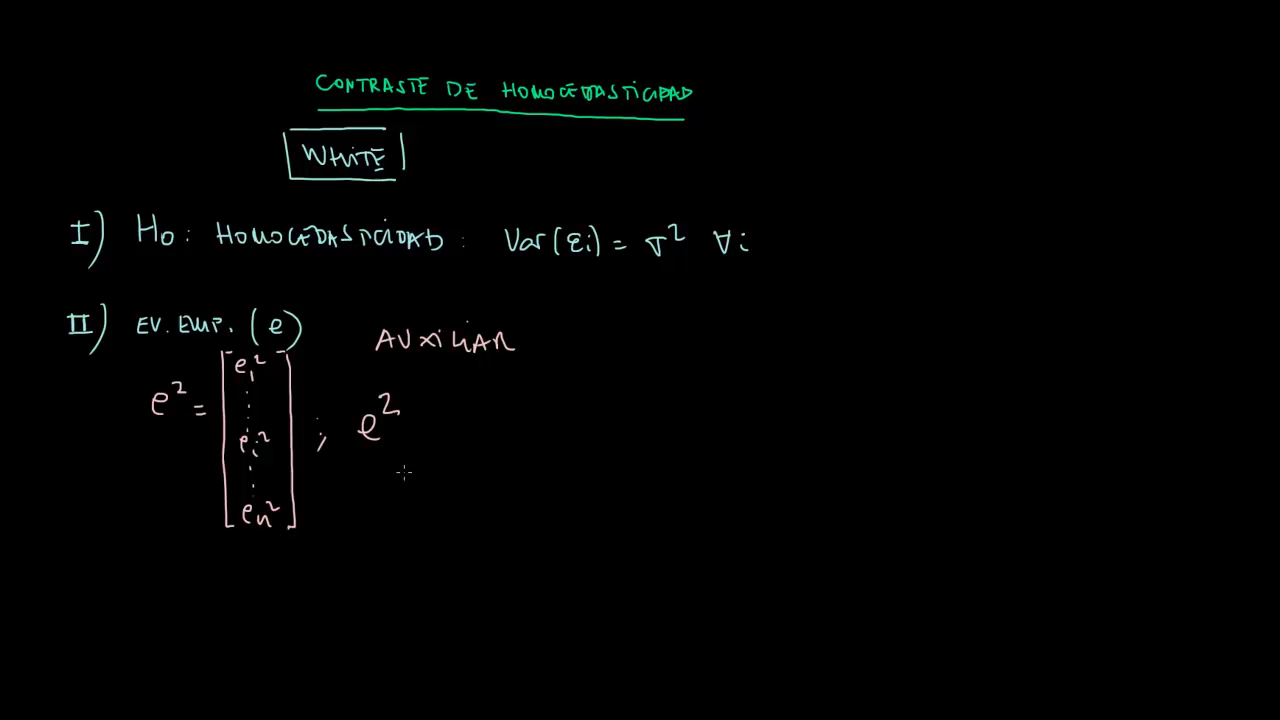 CONTRASTE DE HOMOCEDASTICIDAD
WHITE
I) H0: HOMOCEDASTICIDAD: Var(εi) = σ² ∀i
II) EV. EMP. (e)
AUXILIAR
e² = [e1² ⋮ ei² ⋮ en²] ; e²